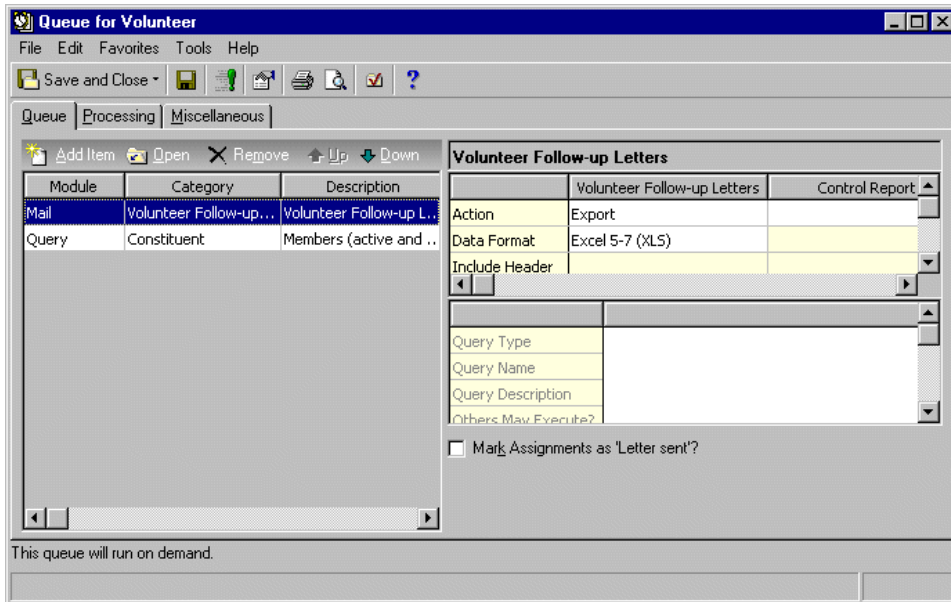 Queue for Volunteer
File Edit Favorites Tools Help
Save and Close
Queue Processing Miscellaneous
Add Item Open Remove Up Down
Module Category Description
Mail Volunteer Follow-up... Volunteer Follow-up L...
Query Constituent Members (active and ...
Volunteer Follow-up Letters
Volunteer Follow-up Letters Control Report
Action Export
Data Format Excel 5-7 (XLS)
Include Header
Query Type
Query Name
Query Description
Others May Execute?
Mark Assignments as 'Letter sent'?
This queue will run on demand.